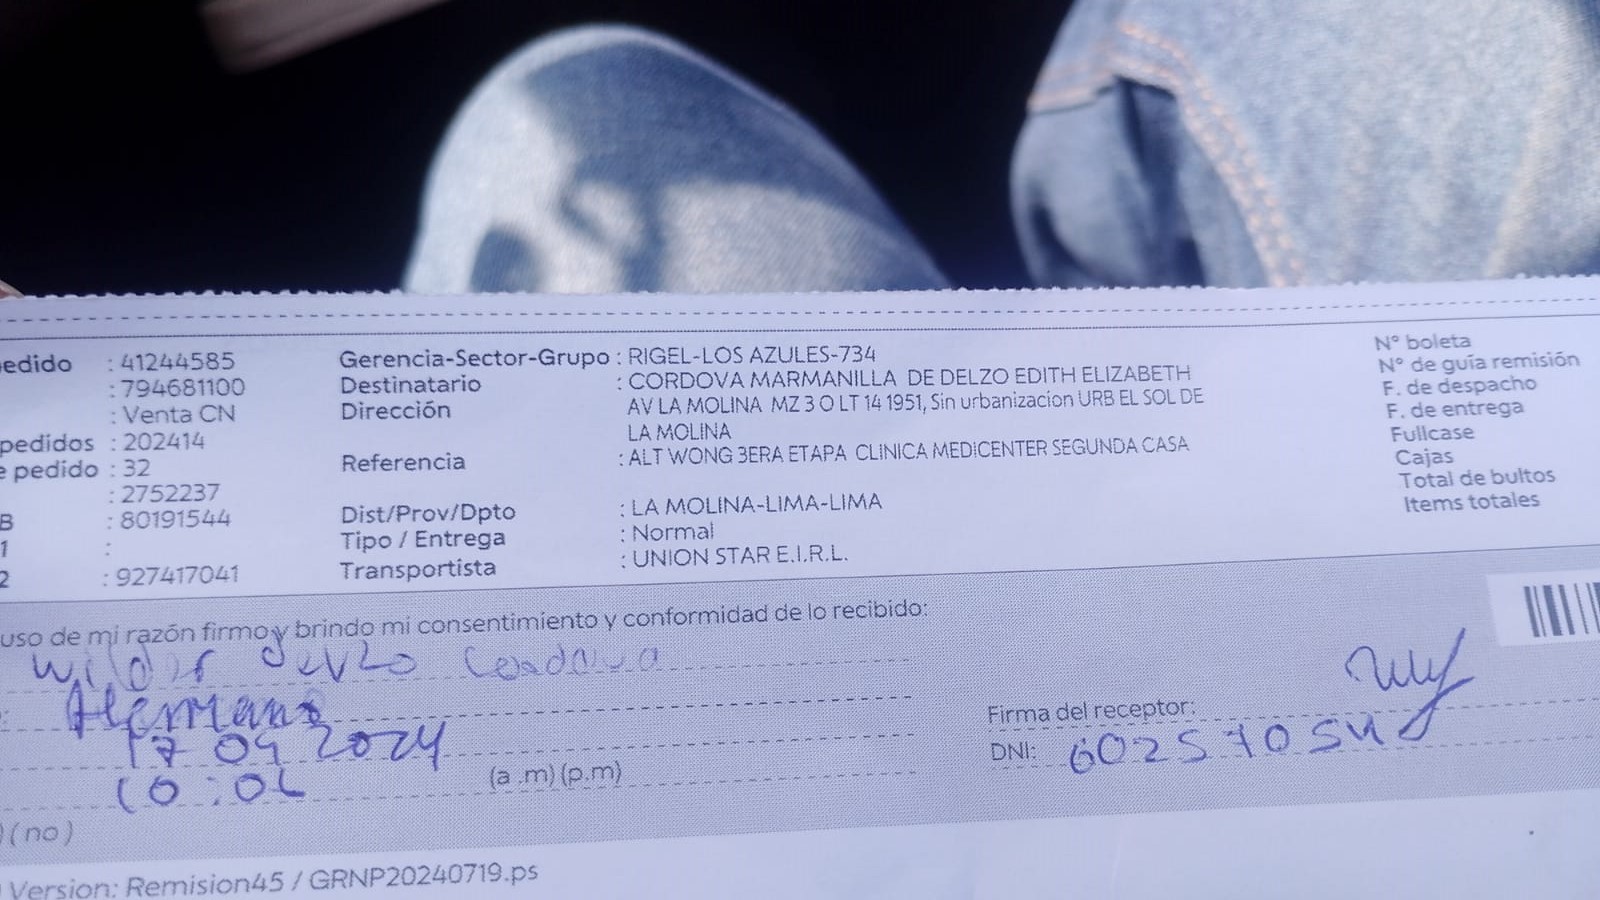 edido : 41244585
: 794681100
: Venta CN
pedidos : 202414
e pedido : 32
: 2752237
B : 80191544
1 :
2 : 927417041
Gerencia-Sector-Grupo : RIGEL-LOS AZULES-734
Destinatario : CORDOVA MARMANILLA DE DELZO EDITH ELIZABETH
Dirección AV LA MOLINA MZ 3 O LT 14 1951, Sin urbanizacion URB EL SOL DE
LA MOLINA
Referencia : ALT WONG 3ERA ETAPA CLINICA MEDICENTER SEGUNDA CASA
Dist/Prov/Dpto : LA MOLINA-LIMA-LIMA
Tipo / Entrega : Normal
Transportista : UNION STAR E.I.R.L.
N° boleta
N° de guía remisión
F. de despacho
F. de entrega
Fullcase
Cajas
Total de bultos
Items totales
uso de mi razón firmo y brindo mi consentimiento y conformidad de lo recibido:
Wilder
: Hermano
17 09 2024
10:0 (a .m) (p.m)
Firma del receptor:
DNI:
) ( no )
Version: Remision45 / GRNP20240719.ps